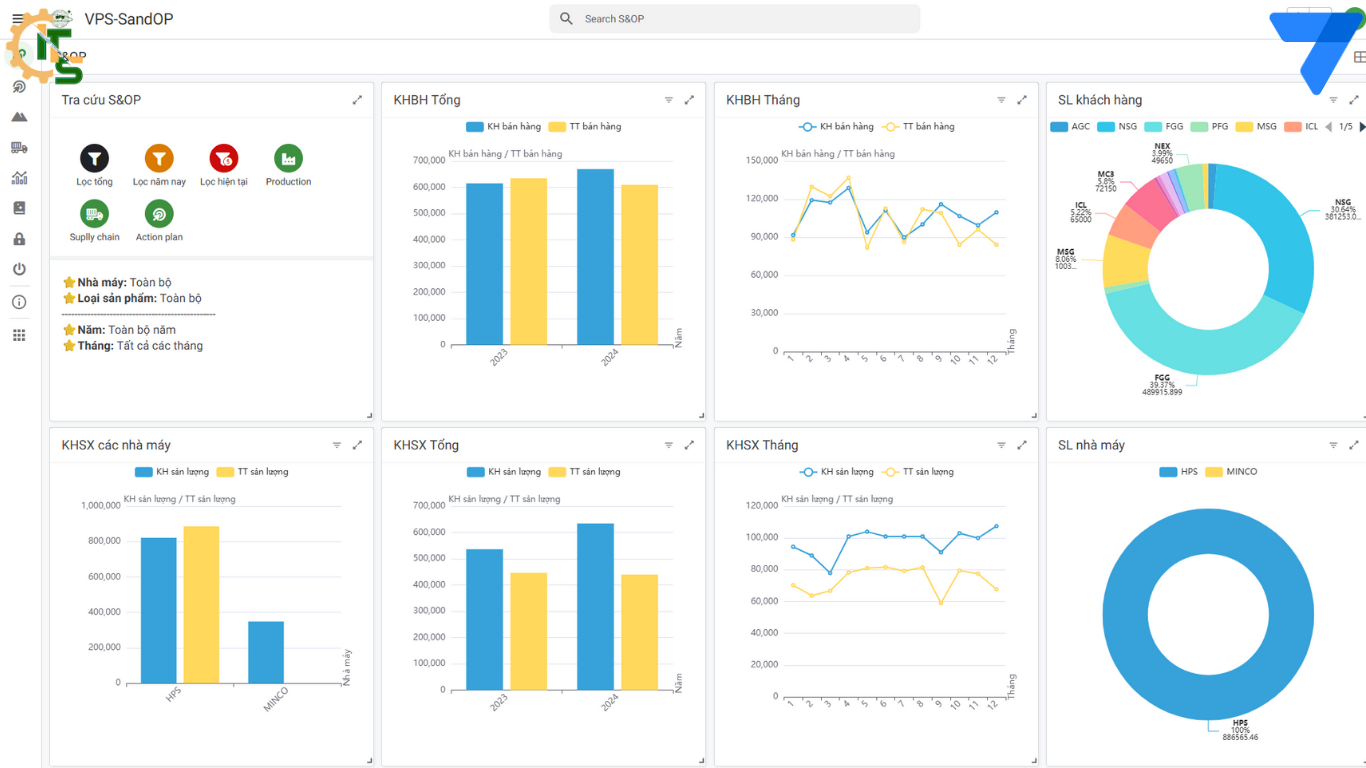 VPS-SandOP
Search S&OP
ITS
S&OP
Tra cứu S&OP
Lọc tổng
Lọc năm nay
Lọc hiện tại
Production
Suplly chain
Action plan
Nhà máy: Toàn bộ
Loại sản phẩm: Toàn bộ
Năm: Toàn bộ năm
Tháng: Tất cả các tháng
KHBH Tổng
KH bán hàng TT bán hàng
KH bán hàng / TT bán hàng
700,000
600,000
500,000
400,000
300,000
200,000
100,000
0
2023
2024
Năm
KHBH Tháng
KH bán hàng TT bán hàng
KH bán hàng / TT bán hàng
150,000
120,000
90,000
60,000
30,000
0
1 2 3 4 5 6 7 8 9 10 11 12
Tháng
SL khách hàng
AGC NSG FGG PFG MSG ICL 1/5
NEX
3.99%
49650
MC3
5.8%
72150
ICL
5.22%
65000
MSG
8.06%
1003...
NSG
30.64%
381253.0...
FGG
39.37%
489915.899
KHSX các nhà máy
KH sản lượng TT sản lượng
KH sản lượng / TT sản lượng
1,000,000
800,000
600,000
400,000
200,000
0
HPS
MINCO
Nhà máy
KHSX Tổng
KH sản lượng TT sản lượng
KH sản lượng / TT sản lượng
700,000
600,000
500,000
400,000
300,000
200,000
100,000
0
2023
2024
Năm
KHSX Tháng
KH sản lượng TT sản lượng
KH sản lượng / TT sản lượng
120,000
100,000
80,000
60,000
40,000
20,000
0
1 2 3 4 5 6 7 8 9 10 11 12
Tháng
SL nhà máy
HPS MINCO
HPS
100%
886565.46